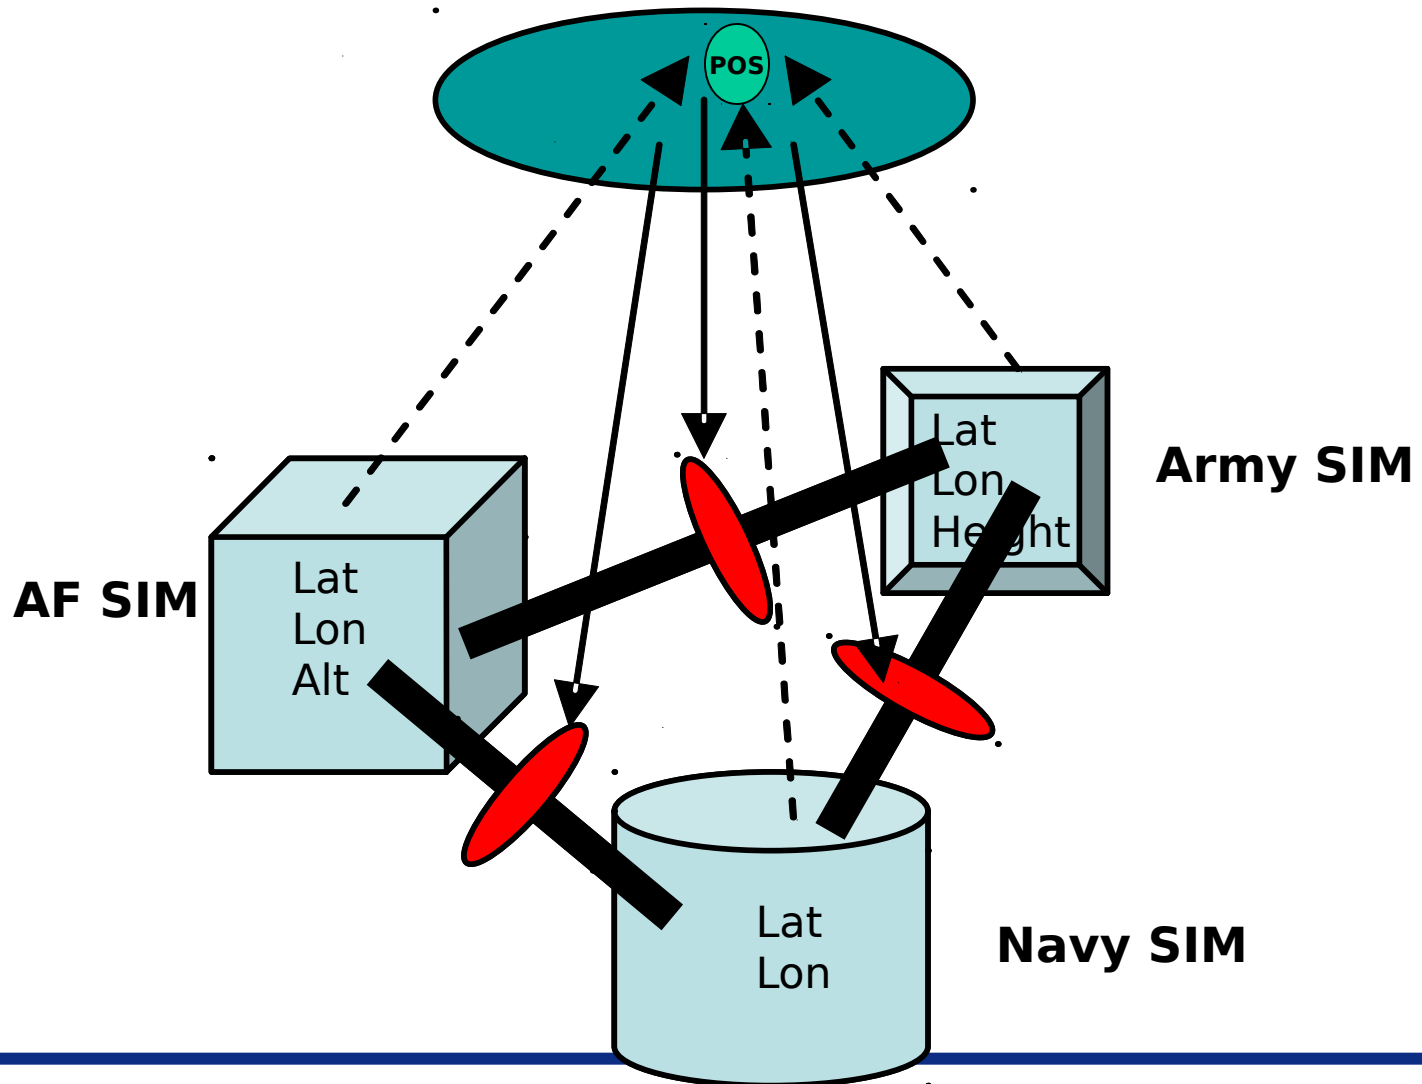 POS
Lat
Lon
Height
Army SIM
AF SIM
Lat
Lon
Alt
Lat
Lon
Navy SIM